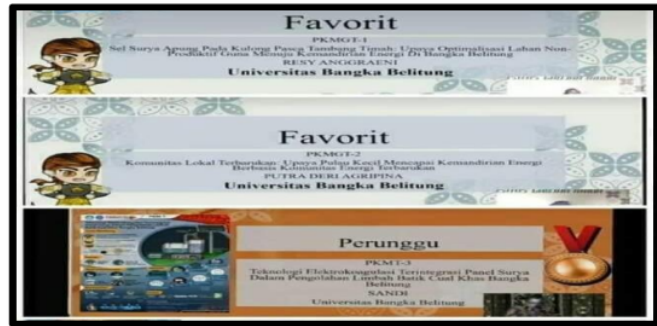 Favorit
PKMGT-1
Sel Surya Apung Pada Kolong Pasca Tambang Timah: Upaya Optimalisasi Lahan Non-
Produktif Guna Menuju Kemandirian Energi Di Bangka Belitung
RESY ANGGRAENI
Universitas Bangka Belitung
Favorit
PKMGT-2
Komunitas Lokal Terbarukan: Upaya Pulau Kecil Mencapai Kemandirian Energi
Berbasis Komunitas Energi Terbarukan
PUTRA DERI AGRIPINA
Universitas Bangka Belitung
Perunggu
PKMT-3
Teknologi Elektrokoagulasi Terintegrasi Panel Surya
Dalam Pengolahan Limbah Batik Cual Khas Bangka
Belitung
SANDI
Universitas Bangka Belitung